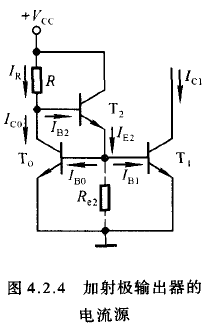 +V_CC
I_R
R
I_C1
I_C0
I_B2
T_2
I_E2
T_0
I_B0
I_B1
T_1
R_e2
图 4.2.4 加射极输出器的
电流源